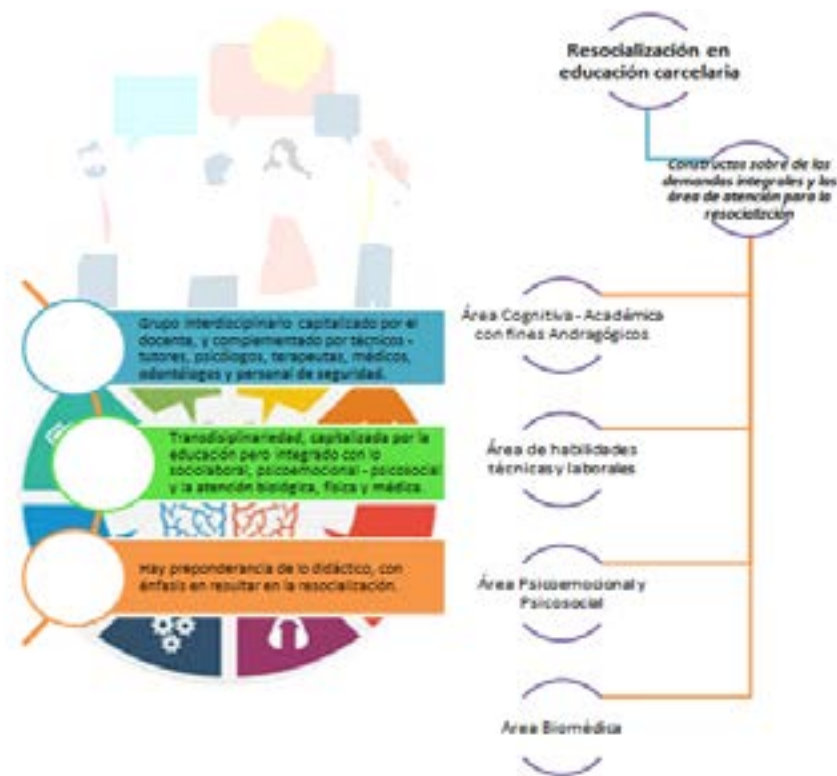 Resocialización en
educación carcelaria
Constructos sobre de las
demandas integrales y las
área de atención para la
resocialización
Grupo interdisciplinario capitalizado por el
docente, y complementado por técnicos -
tutores, psicólogos, terapeutas, médicos,
odontólogos y personal de seguridad.
Transdisiplinariedad, capitalizada por la
educación pero integrado con lo
sociolaboral, psicoemocional - psicosocial
y la atención biológica, física y médica.
Hay preponderancia de lo didáctico, con
énfasis en resultar en la resocialización.
Área Cognitiva - Académica
con fines Andragógicos
Área de habilidades
técnicas y laborales
Área Psicoemocional y
Psicosocial
Area Biomédica